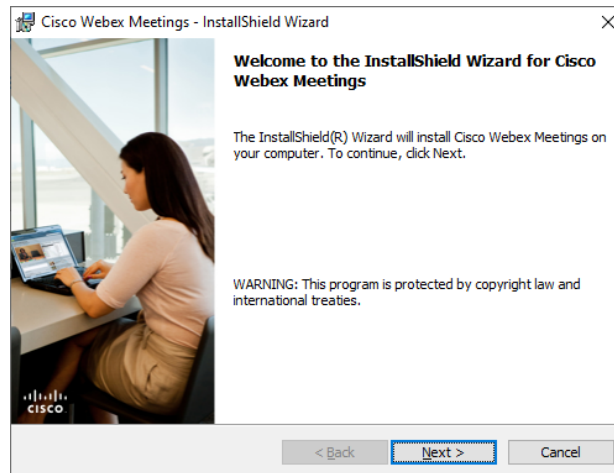 Cisco Webex Meetings - InstallShield Wizard
Welcome to the InstallShield Wizard for Cisco
Webex Meetings
The InstallShield(R) Wizard will install Cisco Webex Meetings on
your computer. To continue, click Next.
WARNING: This program is protected by copyright law and
international treaties.
CISCO
< Back
Next >
Cancel